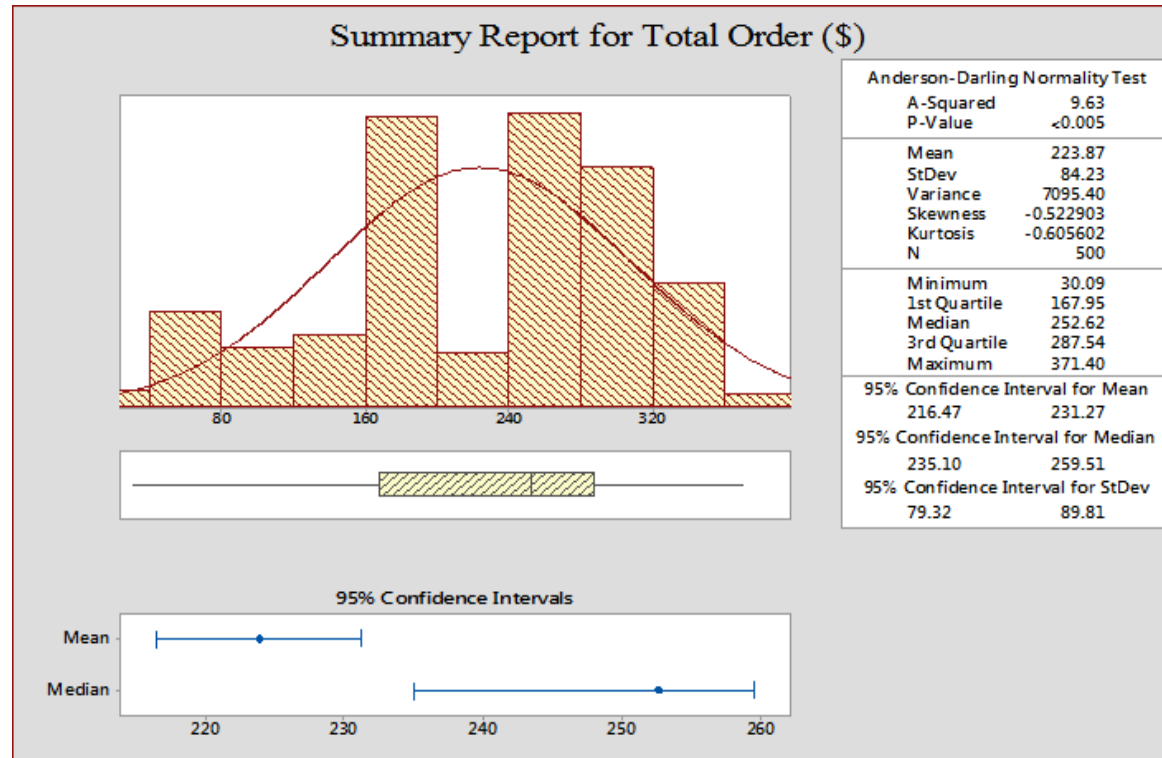 Summary Report for Total Order ($)
80 160 240 320
95% Confidence Intervals
Mean
Median
220 230 240 250 260
Anderson-Darling Normality Test
A-Squared 9.63
P-Value <0.005
Mean 223.87
StDev 84.23
Variance 7095.40
Skewness -0.522903
Kurtosis -0.605602
N 500
Minimum 30.09
1st Quartile 167.95
Median 252.62
3rd Quartile 287.54
Maximum 371.40
95% Confidence Interval for Mean
216.47 231.27
95% Confidence Interval for Median
235.10 259.51
95% Confidence Interval for StDev
79.32 89.81